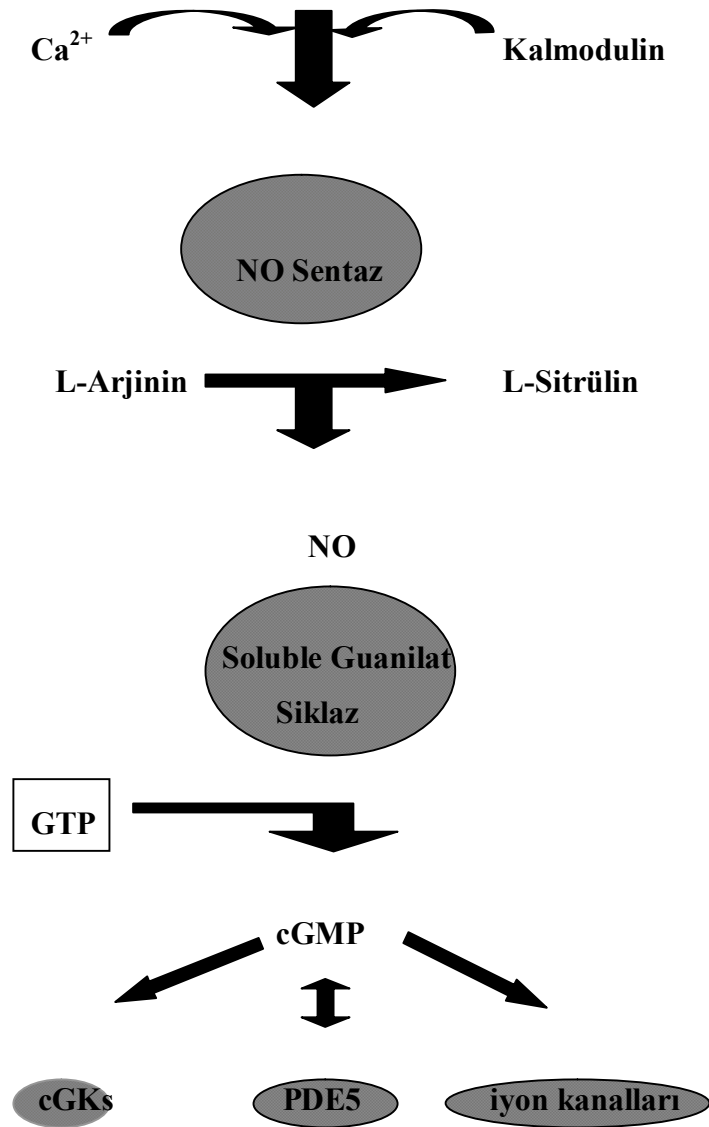 Ca²⁺ Kalmodulin
NO Sentaz
L-Arjinin L-Sitrülin
NO
Soluble Guanilat
Siklaz
GTP
cGMP
cGKs PDE5 iyon kanalları